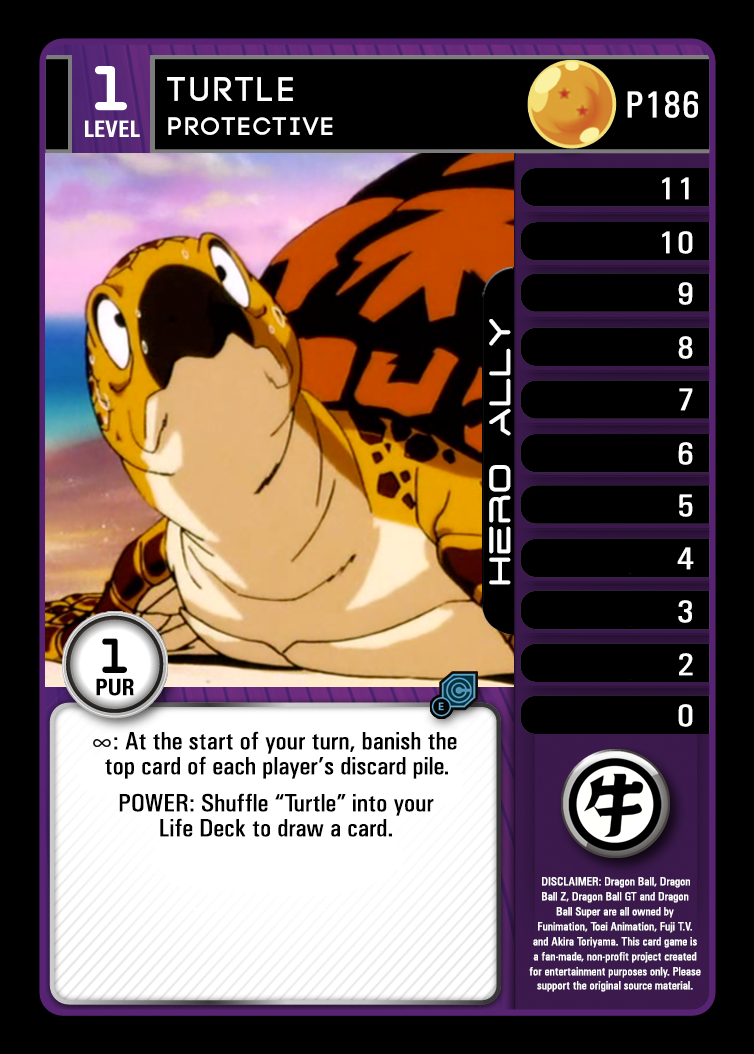 1
LEVEL
TURTLE
PROTECTIVE
P186
11
10
9
8
7
6
5
4
3
2
0
HERO ALLY
1
PUR
E
∞: At the start of your turn, banish the
top card of each player's discard pile.
POWER: Shuffle “Turtle” into your
Life Deck to draw a card.
牛
DISCLAIMER: Dragon Ball, Dragon
Ball Z, Dragon Ball GT and Dragon
Ball Super are all owned by
Funimation, Toei Animation, Fuji T.V.
and Akira Toriyama. This card game is
a fan-made, non-profit project created
for entertainment purposes only. Please
support the original source material.